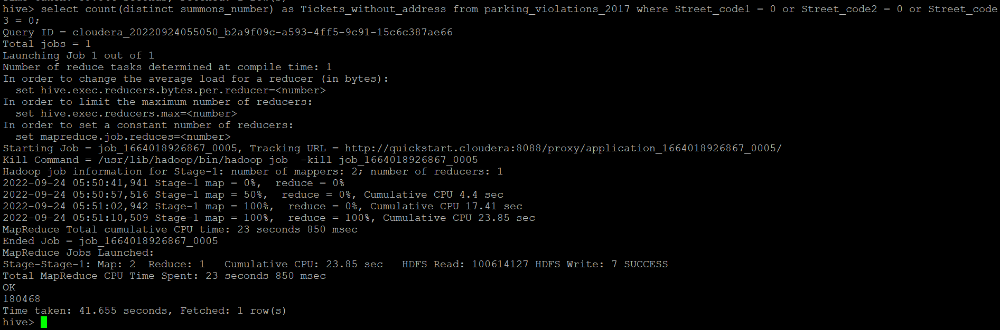 hive> select count(distinct summons_number) as Tickets_without_address from parking_violations_2017 where Street_code1 = 0 or Street_code2 = 0 or Street_code
3 = 0;
Query ID = cloudera_20220924055050_b2a9f09c-a593-4ff5-9c91-15c6c387ae66
Total jobs = 1
Launching Job 1 out of 1
Number of reduce tasks determined at compile time: 1
In order to change the average load for a reducer (in bytes):
  set hive.exec.reducers.bytes.per.reducer=<number>
In order to limit the maximum number of reducers:
  set hive.exec.reducers.max=<number>
In order to set a constant number of reducers:
  set mapreduce.job.reduces=<number>
Starting Job = job_1664018926867_0005, Tracking URL = http://quickstart.cloudera:8088/proxy/application_1664018926867_0005/
Kill Command = /usr/lib/hadoop/bin/hadoop job  -kill job_1664018926867_0005
Hadoop job information for Stage-1: number of mappers: 2; number of reducers: 1
2022-09-24 05:50:41,941 Stage-1 map = 0%,  reduce = 0%
2022-09-24 05:50:57,516 Stage-1 map = 50%,  reduce = 0%, Cumulative CPU 4.4 sec
2022-09-24 05:51:02,942 Stage-1 map = 100%,  reduce = 0%, Cumulative CPU 17.41 sec
2022-09-24 05:51:10,509 Stage-1 map = 100%,  reduce = 100%, Cumulative CPU 23.85 sec
MapReduce Total cumulative CPU time: 23 seconds 850 msec
Ended Job = job_1664018926867_0005
MapReduce Jobs Launched:
Stage-Stage-1: Map: 2  Reduce: 1   Cumulative CPU: 23.85 sec   HDFS Read: 100614127 HDFS Write: 7 SUCCESS
Total MapReduce CPU Time Spent: 23 seconds 850 msec
OK
180468
Time taken: 41.655 seconds, Fetched: 1 row(s)
hive>